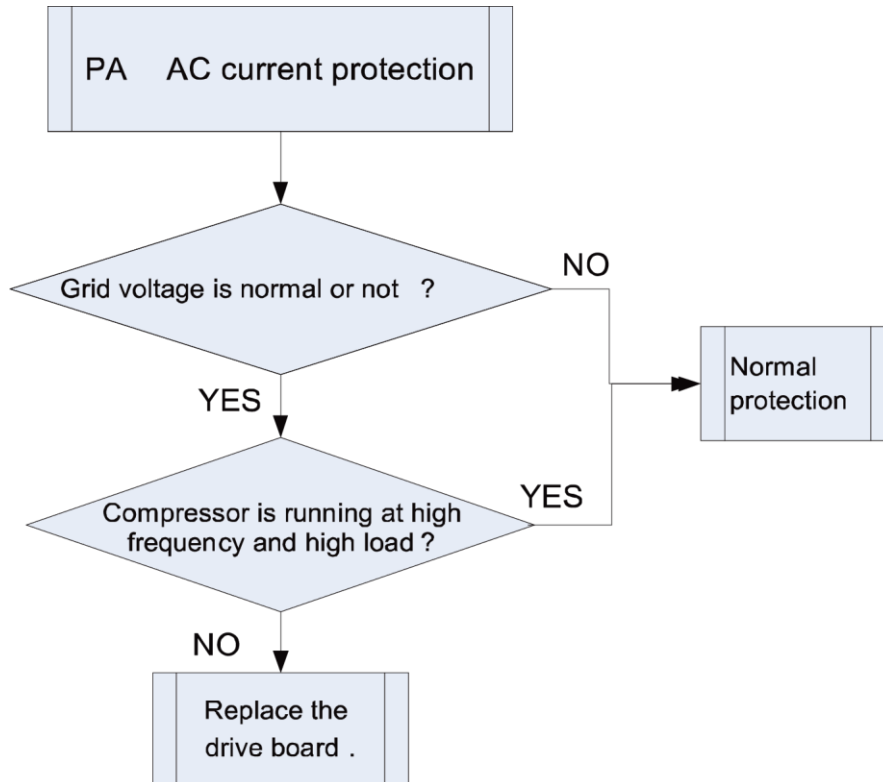 PA AC current protection
Grid voltage is normal or not ?
NO
YES
Normal
protection
Compressor is running at high
frequency and high load ?
YES
NO
Replace the
drive board .